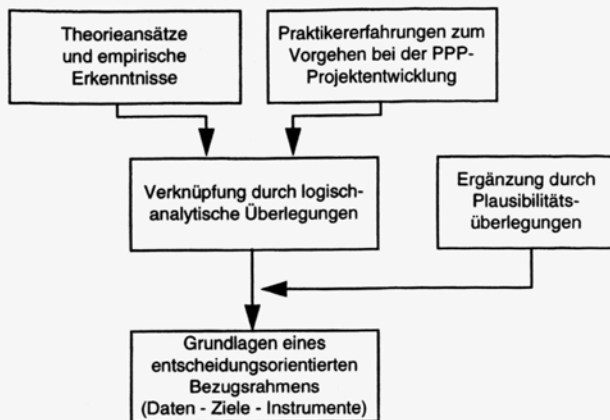 Theorieansätze
und empirische
Erkenntnisse
Praktikererfahrungen zum
Vorgehen bei der PPP-
Projektentwicklung
Verknüpfung durch logisch-
analytische Überlegungen
Ergänzung durch
Plausibilitäts-
überlegungen
Grundlagen eines
entscheidungsorientierten
Bezugsrahmens
(Daten - Ziele - Instrumente)